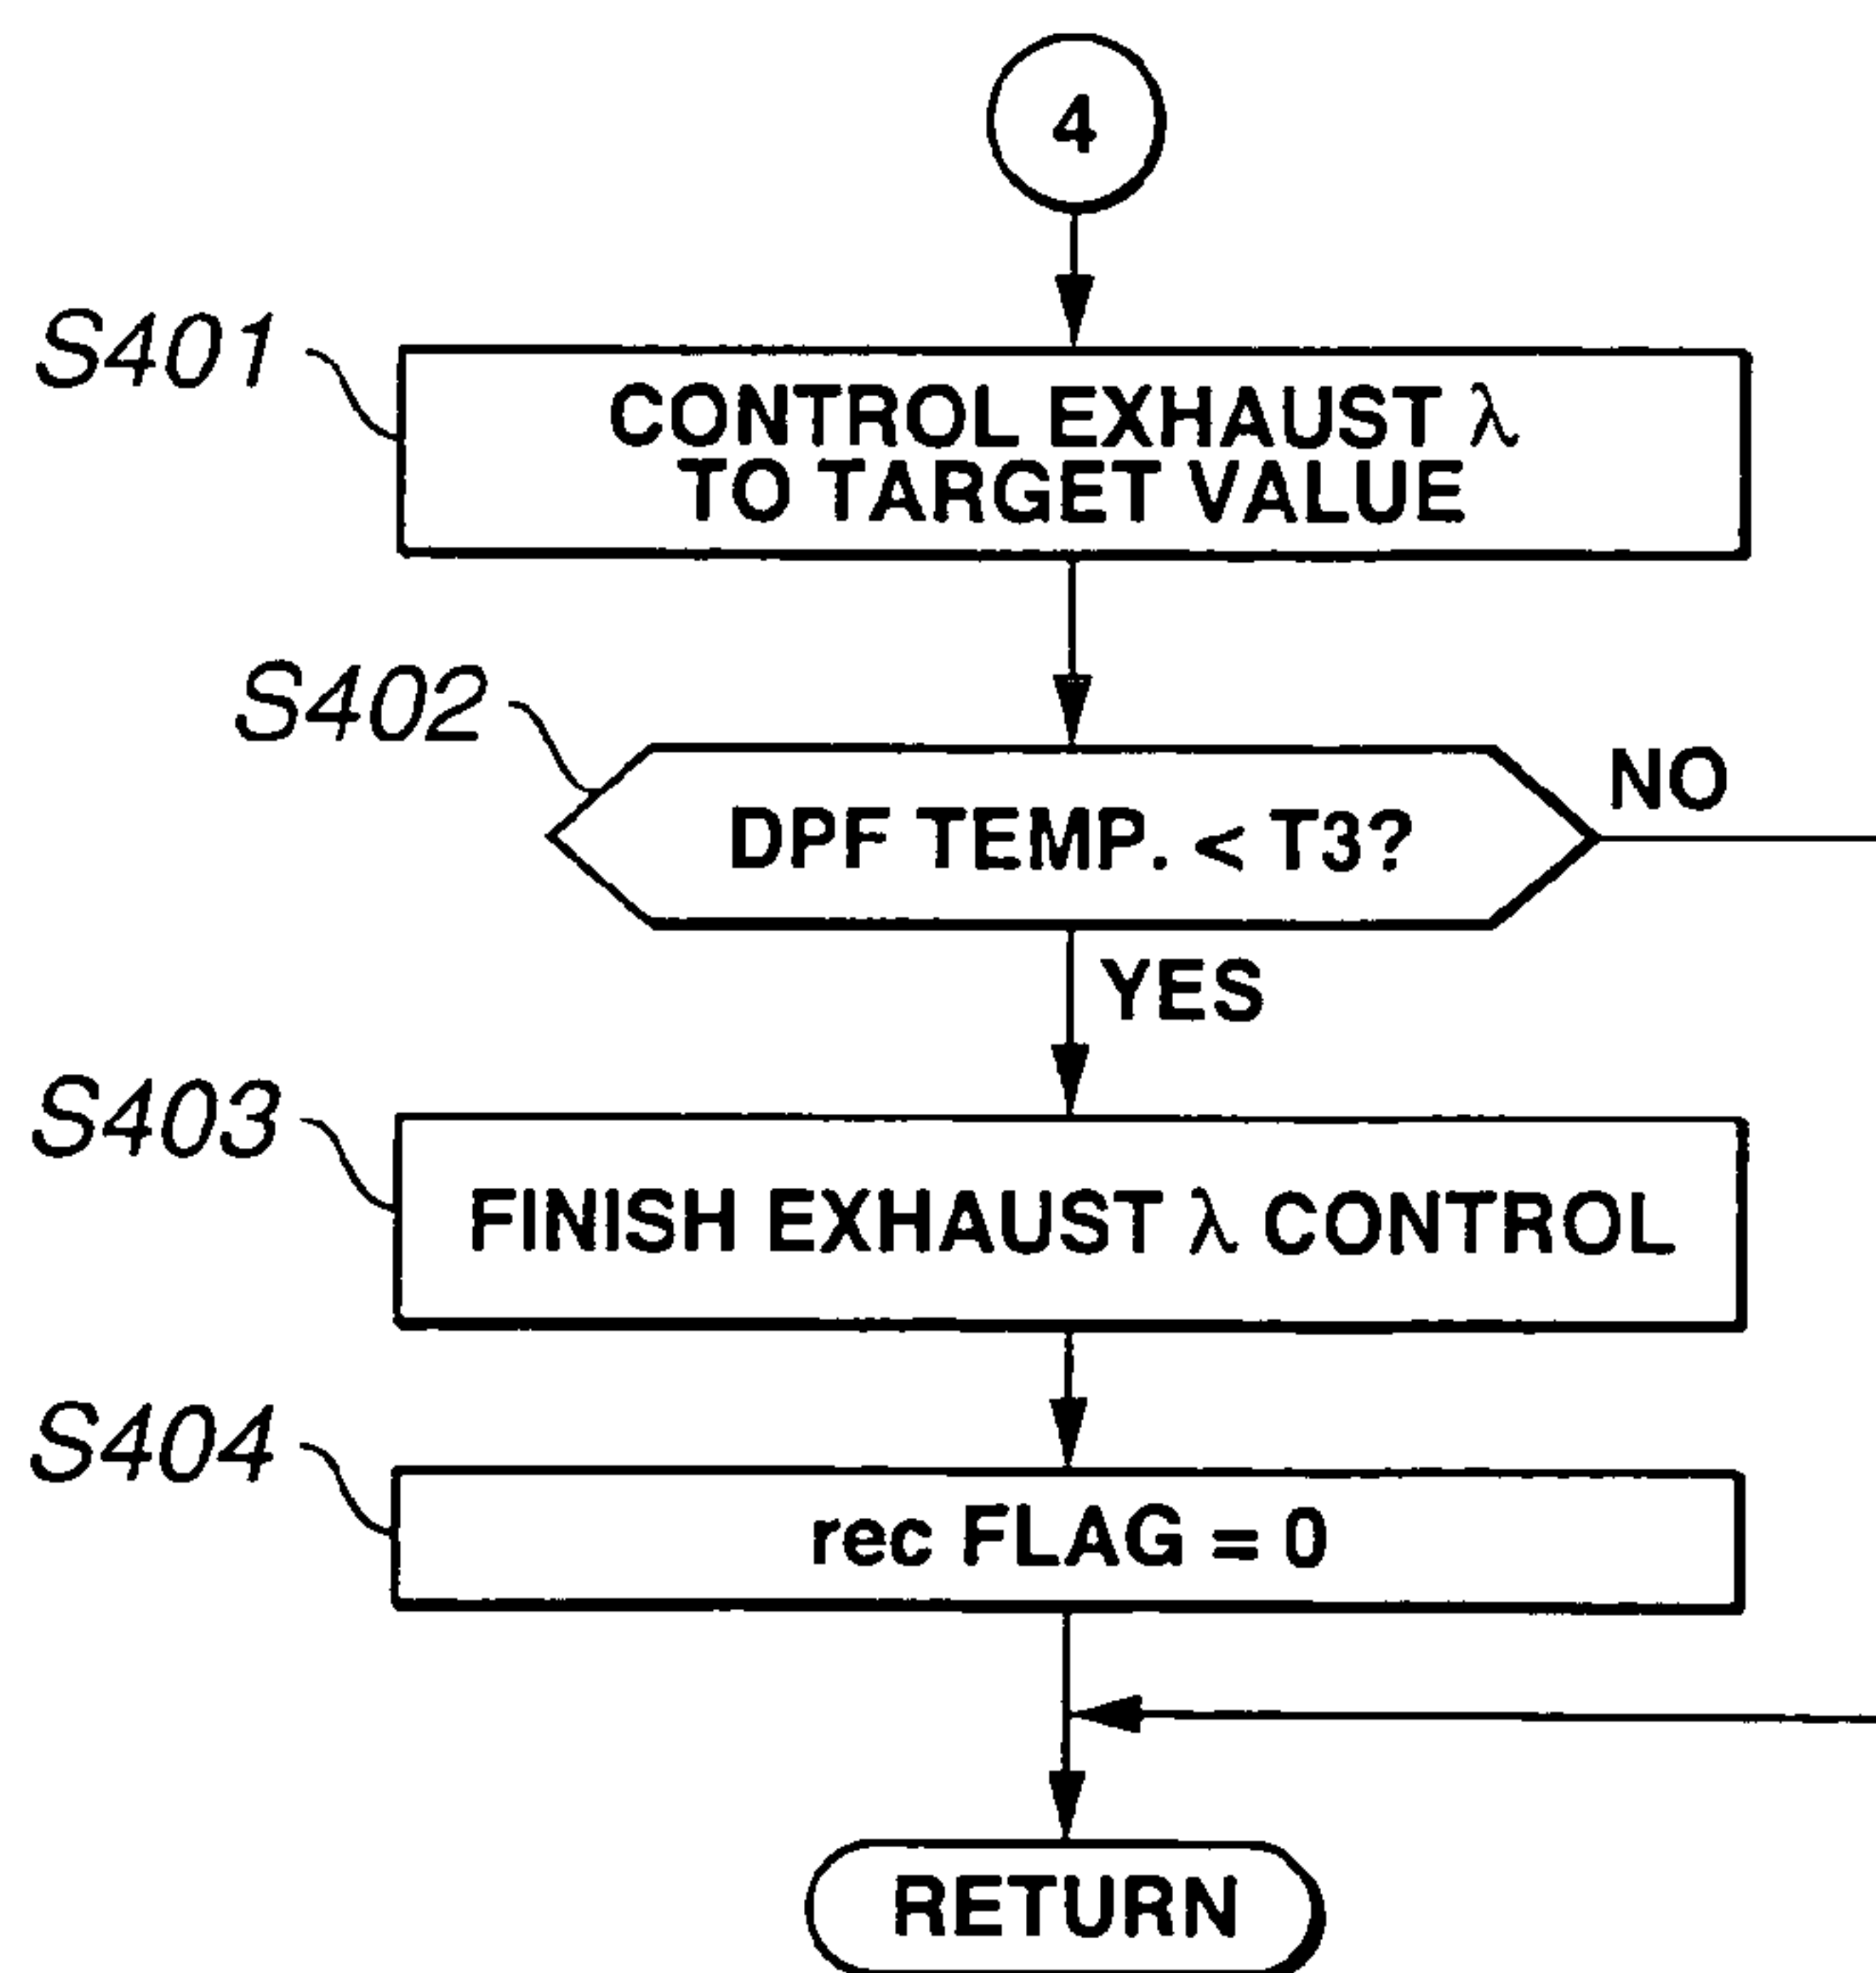 4
S401
CONTROL EXHAUST λ
TO TARGET VALUE
S402
DPF TEMP. < T3?
NO
YES
S403
FINISH EXHAUST λ CONTROL
S404
rec FLAG = 0
RETURN